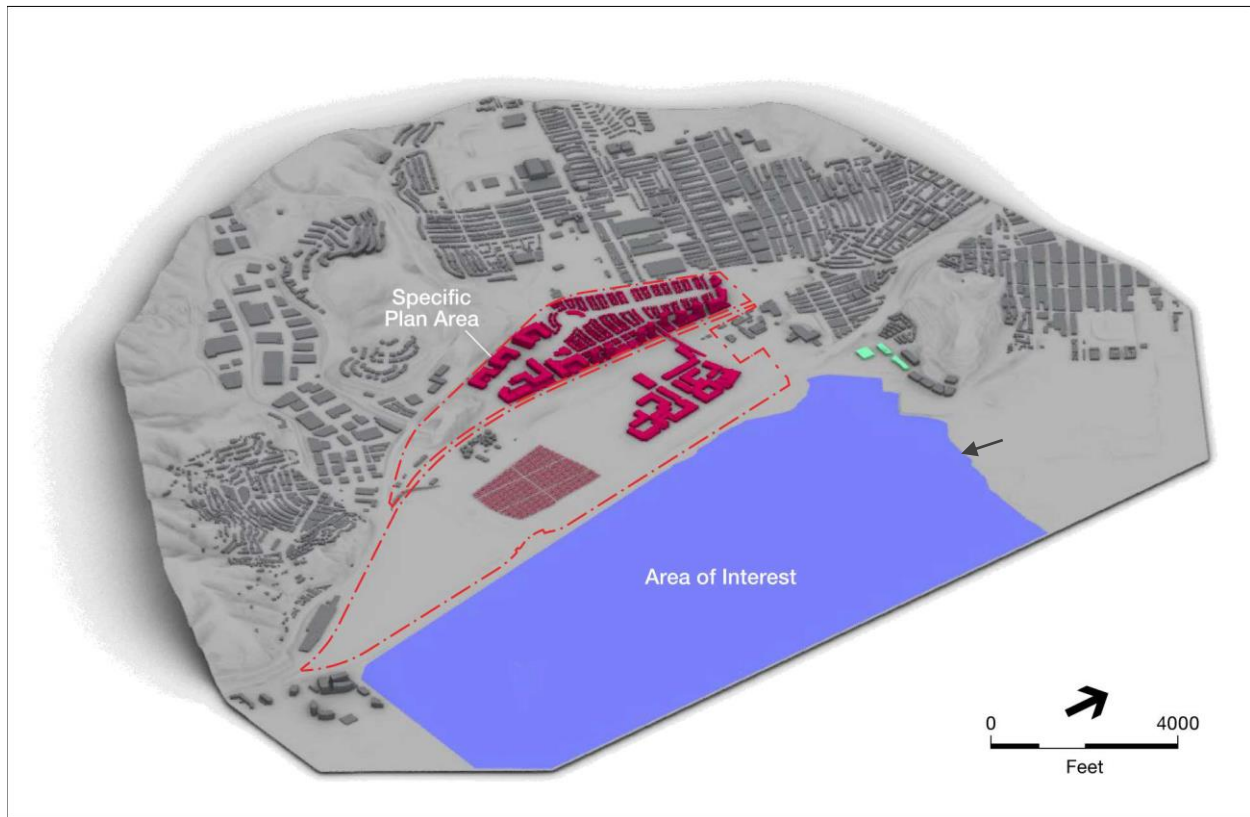 Specific
Plan Area
Area of Interest
0 4000
Feet